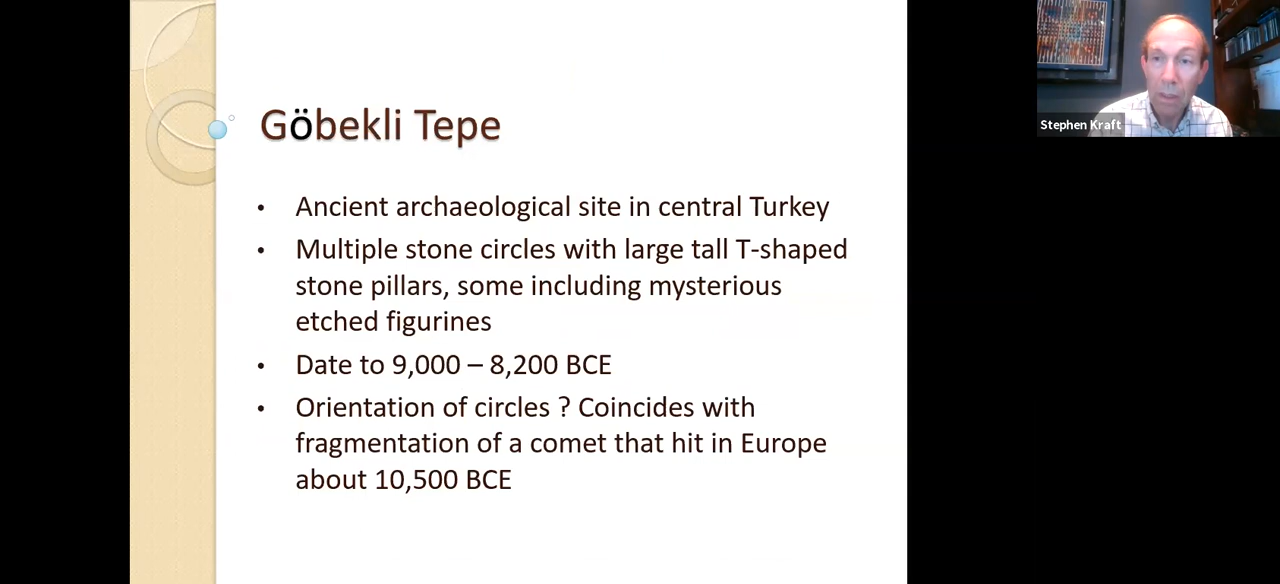 Göbekli Tepe
• Ancient archaeological site in central Turkey
• Multiple stone circles with large tall T-shaped
stone pillars, some including mysterious
etched figurines
• Date to 9,000 – 8,200 BCE
• Orientation of circles ? Coincides with
fragmentation of a comet that hit in Europe
about 10,500 BCE
Stephen Kraft